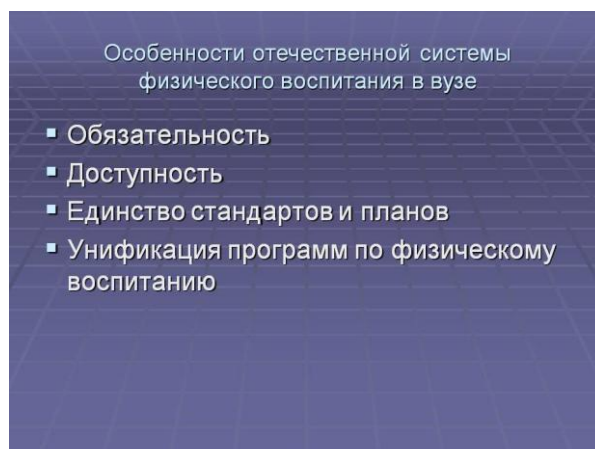 Особенности отечественной системы
физического воспитания в вузе
Обязательность
Доступность
Единство стандартов и планов
Унификация программ по физическому
воспитанию